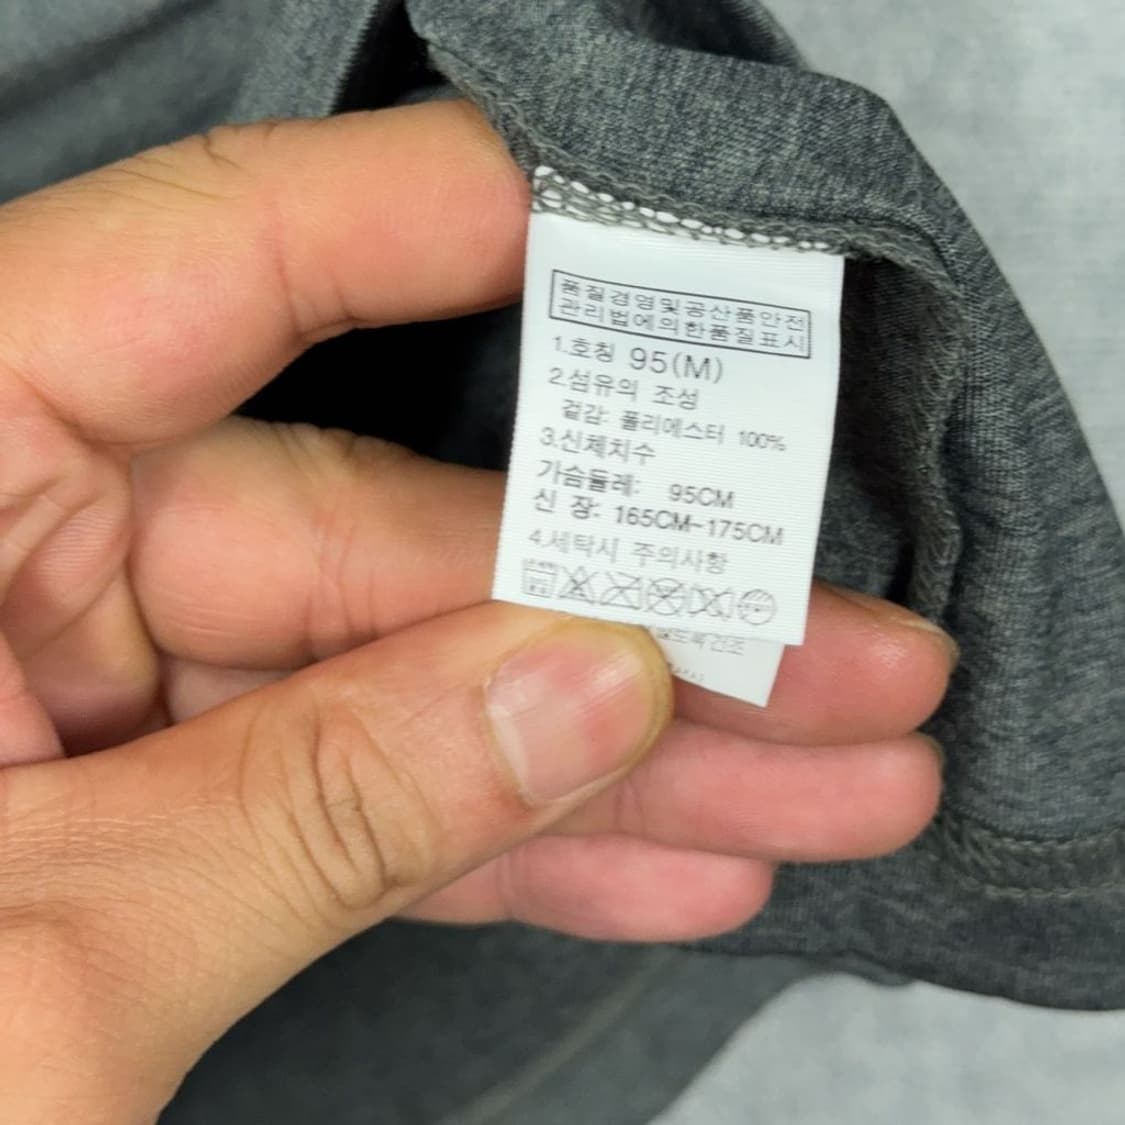 품질경영및공산품안전
관리법에의한품질표시
1.호칭 95(M)
2.섬유의 조성
겉감: 폴리에스터 100%
3.신체치수
가슴둘레: 95CM
신 장: 165CM~175CM
4.세탁시 주의사항
건조